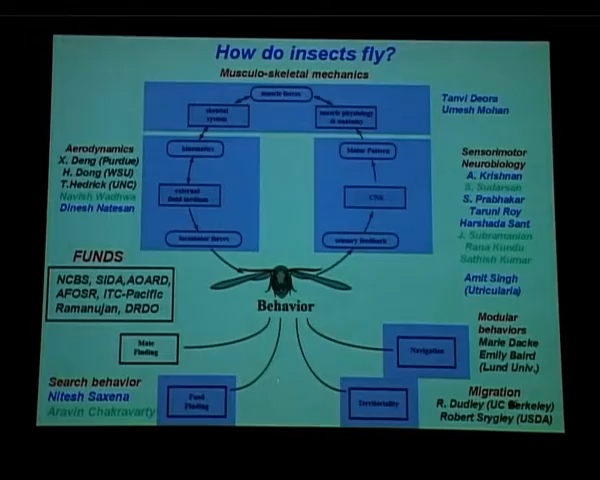 How do insects fly?
Musculo-skeletal mechanics
muscle forces
skeletal
system
muscle physiology
& anatomy
Tanvi Deora
Umesh Mohan
Aerodynamics
X. Deng (Purdue)
H. Dong (WSU)
T.Hedrick (UNC)
Navish Wadhwa
Dinesh Natesan
kinematics
external
fluid medium
locomotor forces
Motor Pattern
CNS
sensory feedback
Sensorimotor
Neurobiology
A. Krishnan
S. Sudarsan
S. Prabhakar
Taruni Roy
Harshada Sant
J. Subramanian
Rana Kundu
Sathish Kumar
Amit Singh
(Utricularia)
FUNDS
NCBS, SIDA,AOARD,
AFOSR, ITC-Pacific
Ramanujan, DRDO
Behavior
Mate
Finding
Navigation
Modular
behaviors
Marie Dacke
Emily Baird
(Lund Univ.)
Search behavior
Nitesh Saxena
Aravin Chakravarty
Food
Finding
Territoriality
Migration
R. Dudley (UC Berkeley)
Robert Srygley (USDA)